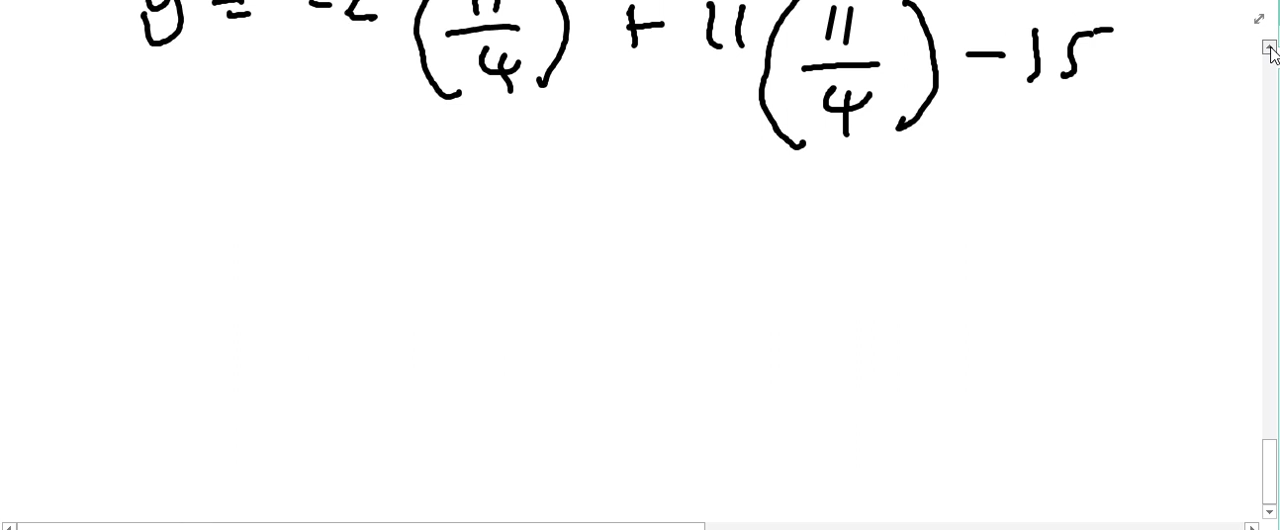 y = -2 (11/4) + 11 (11/4) - 15